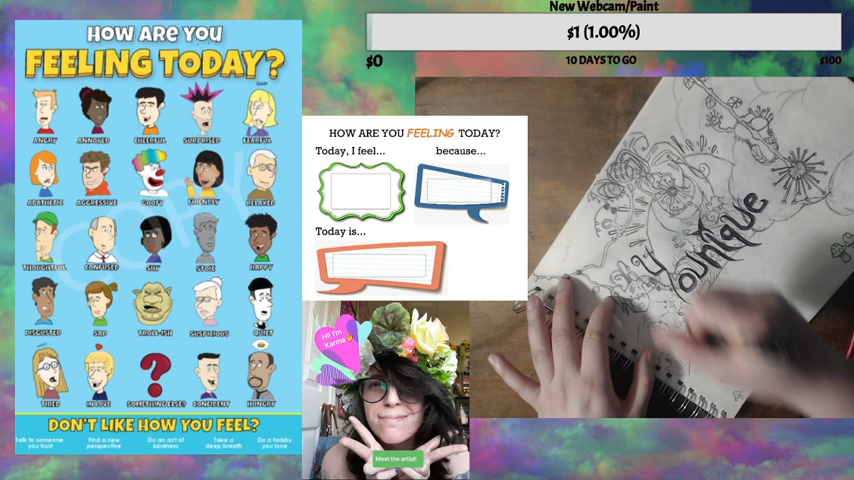 HOW ARE YOU
FEELING TODAY?
ANGRY ANNOYED CHEERFUL SURPRISED FEARFUL
APATHETIC AGGRESSIVE GOOFY FRIENDLY RELAXED
THOUGHTFUL CONFUSED SHY STOIC HAPPY
DISGUSTED SAD TROLL-ISH SUSPICIOUS QUIET
TIRED IN LOVE SOMETHING ELSE? CONFIDENT HUNGRY
DON'T LIKE HOW YOU FEEL?
Talk to someone you trust
Find a new perspective
Do an act of kindness
Take a deep breath
Do a hobby you love
COPY
HOW ARE YOU FEELING TODAY?
Today, I feel... because...
Today is...
Hi! I'm
Karma
Meet the artist!
New Webcam/Paint
$1 (1.00%)
$0 10 DAYS TO GO $100
Younique